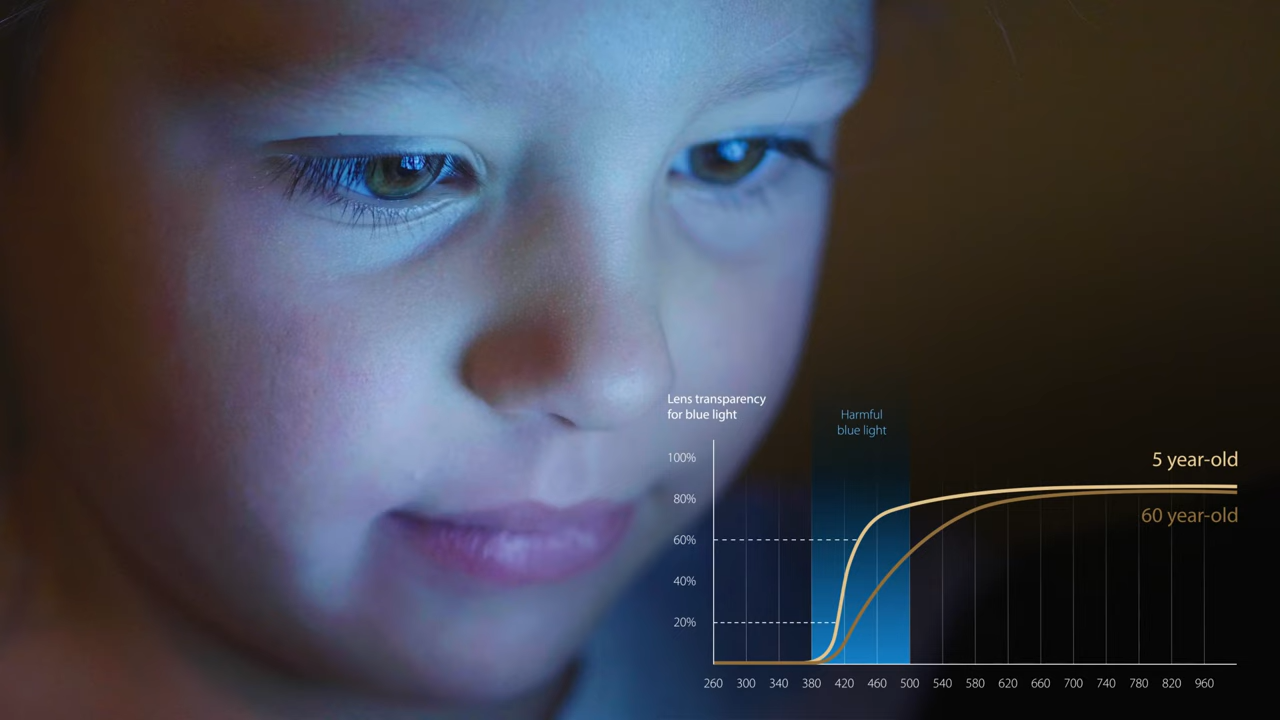 Lens transparency
for blue light
Harmful
blue light
100%
80%
60%
40%
20%
5 year-old
60 year-old
260 300 340 380 420 460 500 540 580 620 660 700 740 780 820 960